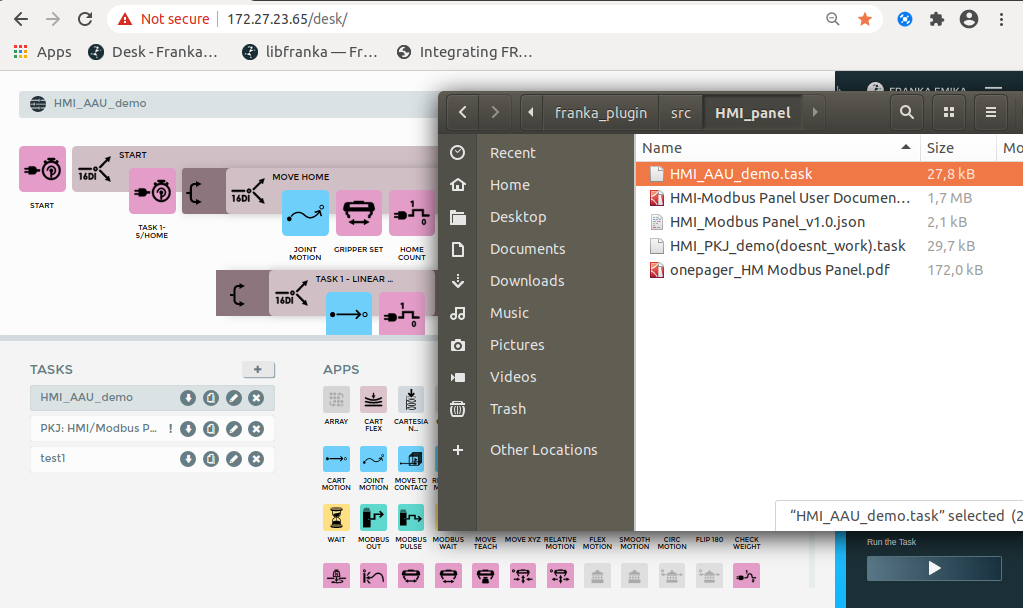 Not secure
172.27.23.65/desk/
Apps
Desk - Franka...
libfranka — Fr...
Integrating FR...
HMI_AAU_demo
START
16DI
START
TASK 1-
5/HOME
16DI
MOVE HOME
JOINT
MOTION
GRIPPER SET
1
0
HOME
COUNT
16DI
TASK 1 - LINEAR ...
1
0
FRANKA EMIKA
franka_plugin
src
HMI_panel
Recent
Home
Desktop
Documents
Downloads
Music
Pictures
Videos
Trash
Other Locations
Name
Size
Mo
HMI_AAU_demo.task
27,8 kB
HMI-Modbus Panel User Documen...
1,7 MB
HMI_Modbus Panel_v1.0.json
2,1 kB
HMI_PKJ_demo(doesnt_work).task
29,7 kB
onepager_HM Modbus Panel.pdf
172,0 kB
“HMI_AAU_demo.task” selected (2
TASKS
HMI_AAU_demo
PKJ: HMI/Modbus P... !
test1
APPS
ARRAY
CART
FLEX
CARTESIAN
N...
CART
MOTION
JOINT
MOTION
MOVE TO
CONTACT
WAIT
MODBUS
OUT
MODBUS
PULSE
MODBUS
WAIT
MOVE
TEACH
MOVE XYZ
RELATIVE
MOTION
FLEX
MOTION
SMOOTH
MOTION
CIRC
MOTION
FLIP 180
CHECK
WEIGHT
Run the Task